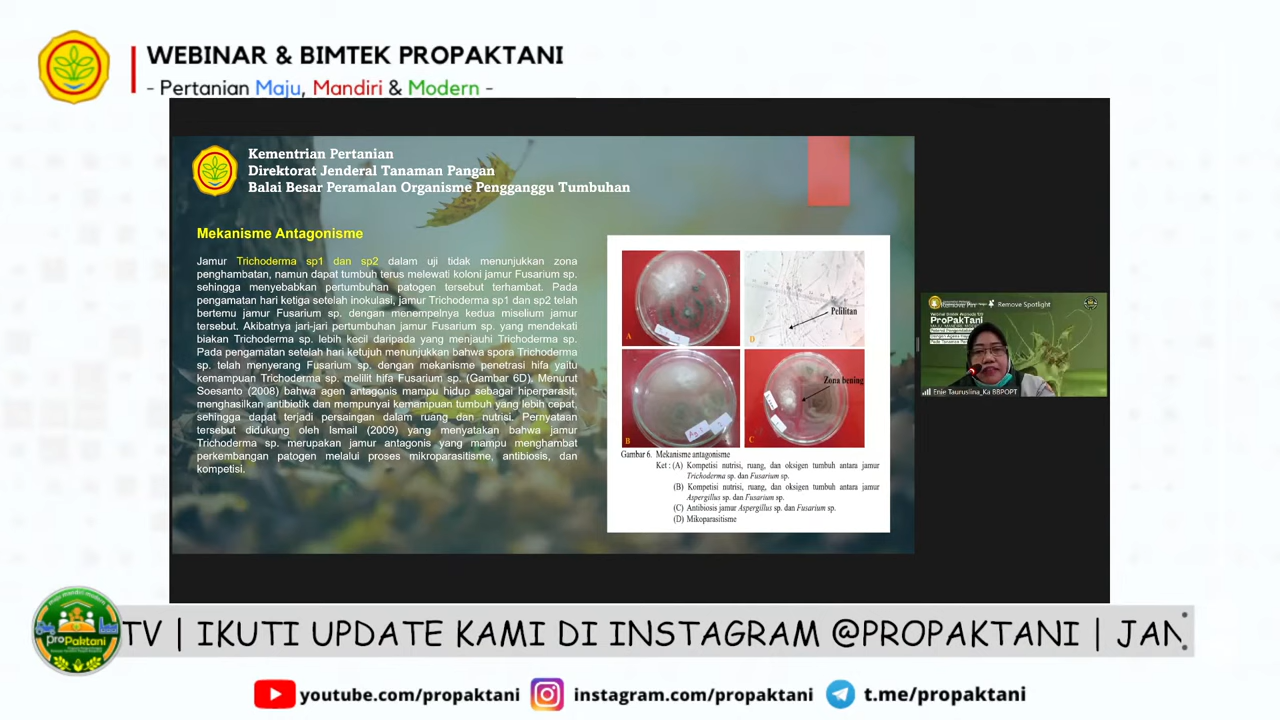 WEBINAR & BIMTEK PROPAKTANI
- Pertanian Maju, Mandiri & Modern -
Kementrian Pertanian
Direktorat Jenderal Tanaman Pangan
Balai Besar Peramalan Organisme Pengganggu Tumbuhan
Mekanisme Antagonisme
Jamur Trichoderma sp1 dan sp2 dalam uji tidak menunjukkan zona
penghambatan, namun dapat tumbuh terus melewati koloni jamur Fusarium sp.
sehingga menyebabkan pertumbuhan patogen tersebut terhambat. Pada
pengamatan hari ketiga setelah inokulasi, jamur Trichoderma sp1 dan sp2 telah
bertemu jamur Fusarium sp. dengan menempelnya kedua miselium jamur
tersebut. Akibatnya jari-jari pertumbuhan jamur Fusarium sp. yang mendekati
biakan Trichoderma sp. lebih kecil daripada yang menjauhi Trichoderma sp.
Pada pengamatan setelah hari ketujuh menunjukkan bahwa spora Trichoderma
sp. telah menyerang Fusarium sp. dengan mekanisme penetrasi hifa yaitu
kemampuan Trichoderma sp. melilit hifa Fusarium sp. (Gambar 6D). Menurut
Soesanto (2008) bahwa agen antagonis mampu hidup sebagai hiperparasit,
menghasilkan antibiotik dan mempunyai kemampuan tumbuh yang lebih cepat,
sehingga dapat terjadi persaingan dalam ruang dan nutrisi. Pernyataan
tersebut didukung oleh Ismail (2009) yang menyatakan bahwa jamur
Trichoderma sp. merupakan jamur antagonis yang mampu menghambat
perkembangan patogen melalui proses mikroparasitisme, antibiosis, dan
kompetisi.
A
D
Pelilitan
B
C
Zona bening
Gambar 6. Mekanisme antagonisme
Ket : (A) Kompetisi nutrisi, ruang, dan oksigen tumbuh antara jamur
Trichoderma sp. dan Fusarium sp.
(B) Kompetisi nutrisi, ruang, dan oksigen tumbuh antara jamur
Aspergillus sp. dan Fusarium sp.
(C) Antibiosis jamur Aspergillus sp. dan Fusarium sp.
(D) Mikoparasitisme
Remove Spotlight
ProPakTani
Enie Tauruslina_Ka BBPOPT
proPaktani
TV | IKUTI UPDATE KAMI DI INSTAGRAM @PROPAKTANI | JAN
youtube.com/propaktani
instagram.com/propaktani
t.me/propaktani